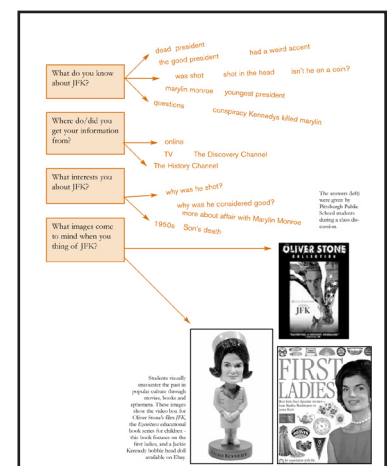 What do you know
about JFK?
dead president
had a weird accent
the good president
was shot
shot in the head
isn't he on a coin?
marylin monroe
youngest president
questions
conspiracy Kennedys killed marylin
Where do/did you
get your information
from?
online
TV
The Discovery Channel
The History Channel
What interests you
about JFK?
why was he shot?
why was he considered good?
more about affair with Marylin Monroe
1950s
Son's death
What images come
to mind when you
thing of JFK?
The answers (left)
were given by
Pittsburgh Public
School students
during a class dis-
cussion.
OLIVER STONE
COLLECTION
JFK
Students visually
encounter the past in
popular culture through
movies, books and
ephemera. These images
show the video box for
Oliver Stone's film JFK,
the Eyewitness educational
book series for children -
this book focuses on the
first ladies, and a Jackie
Kennedy bobble head doll
available on Ebay.
JACKIE KENNEDY
FIRST
LADIES